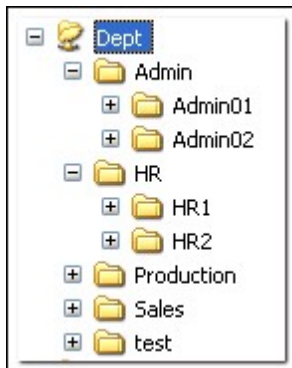 Dept
Admin
Admin01
Admin02
HR
HR1
HR2
Production
Sales
test